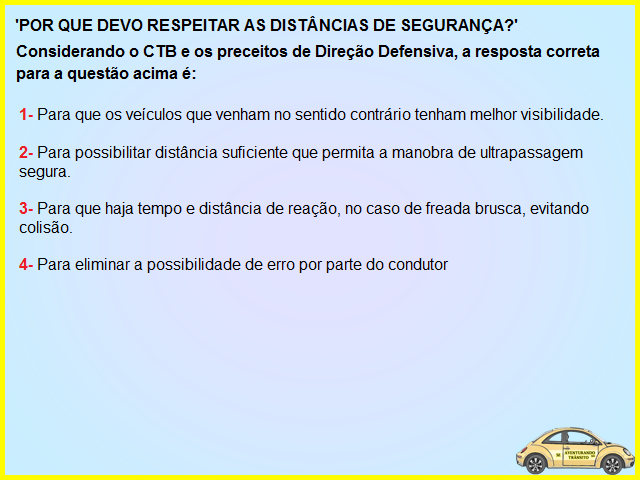 'POR QUE DEVO RESPEITAR AS DISTÂNCIAS DE SEGURANÇA?'
Considerando o CTB e os preceitos de Direção Defensiva, a resposta correta
para a questão acima é:
1- Para que os veículos que venham no sentido contrário tenham melhor visibilidade.
2- Para possibilitar distância suficiente que permita a manobra de ultrapassagem
segura.
3- Para que haja tempo e distância de reação, no caso de freada brusca, evitando
colisão.
4- Para eliminar a possibilidade de erro por parte do condutor
AVENTURANDO
TRÂNSITO